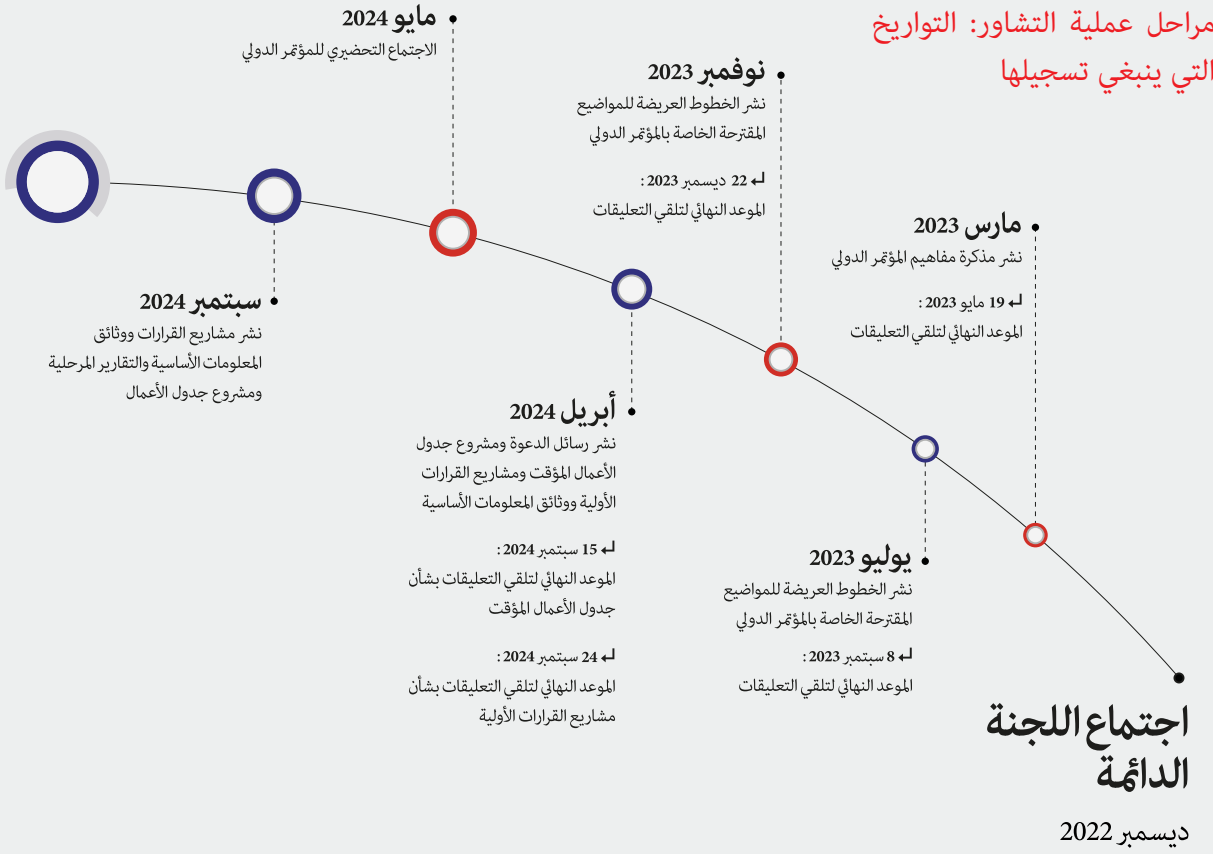 مراحل عملية التشاور: التواريخ
التي ينبغي تسجيلها
اجتماع اللجنة
الدائمة
ديسمبر 2022
مارس 2023
نشر مذكرة مفاهيم المؤتمر الدولي
↵ 19 مايو 2023 :
الموعد النهائي لتلقي التعليقات
يوليو 2023
نشر الخطوط العريضة للمواضيع
المقترحة الخاصة بالمؤتمر الدولي
↵ 8 سبتمبر 2023 :
الموعد النهائي لتلقي التعليقات
نوفمبر 2023
نشر الخطوط العريضة للمواضيع
المقترحة الخاصة بالمؤتمر الدولي
↵ 22 ديسمبر 2023 :
الموعد النهائي لتلقي التعليقات
أبريل 2024
نشر رسائل الدعوة ومشروع جدول
الأعمال المؤقت ومشاريع القرارات
الأولية ووثائق المعلومات الأساسية
↵ 15 سبتمبر 2024 :
الموعد النهائي لتلقي التعليقات بشأن
جدول الأعمال المؤقت
↵ 24 سبتمبر 2024 :
الموعد النهائي لتلقي التعليقات بشأن
مشاريع القرارات الأولية
مايو 2024
الاجتماع التحضيري للمؤتمر الدولي
سبتمبر 2024
نشر مشاريع القرارات ووثائق
المعلومات الأساسية والتقارير المرحلية
ومشروع جدول الأعمال